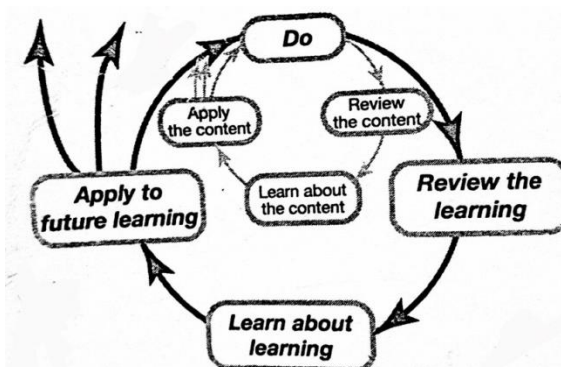 Do
Apply
the content
Review
the content
Learn about
the content
Apply to
future learning
Review the
learning
Learn about
learning